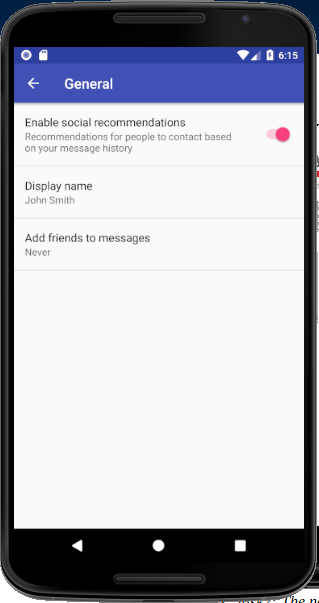 6:15
General
Enable social recommendations
Recommendations for people to contact based
on your message history
Display name
John Smith
Add friends to messages
Never
The